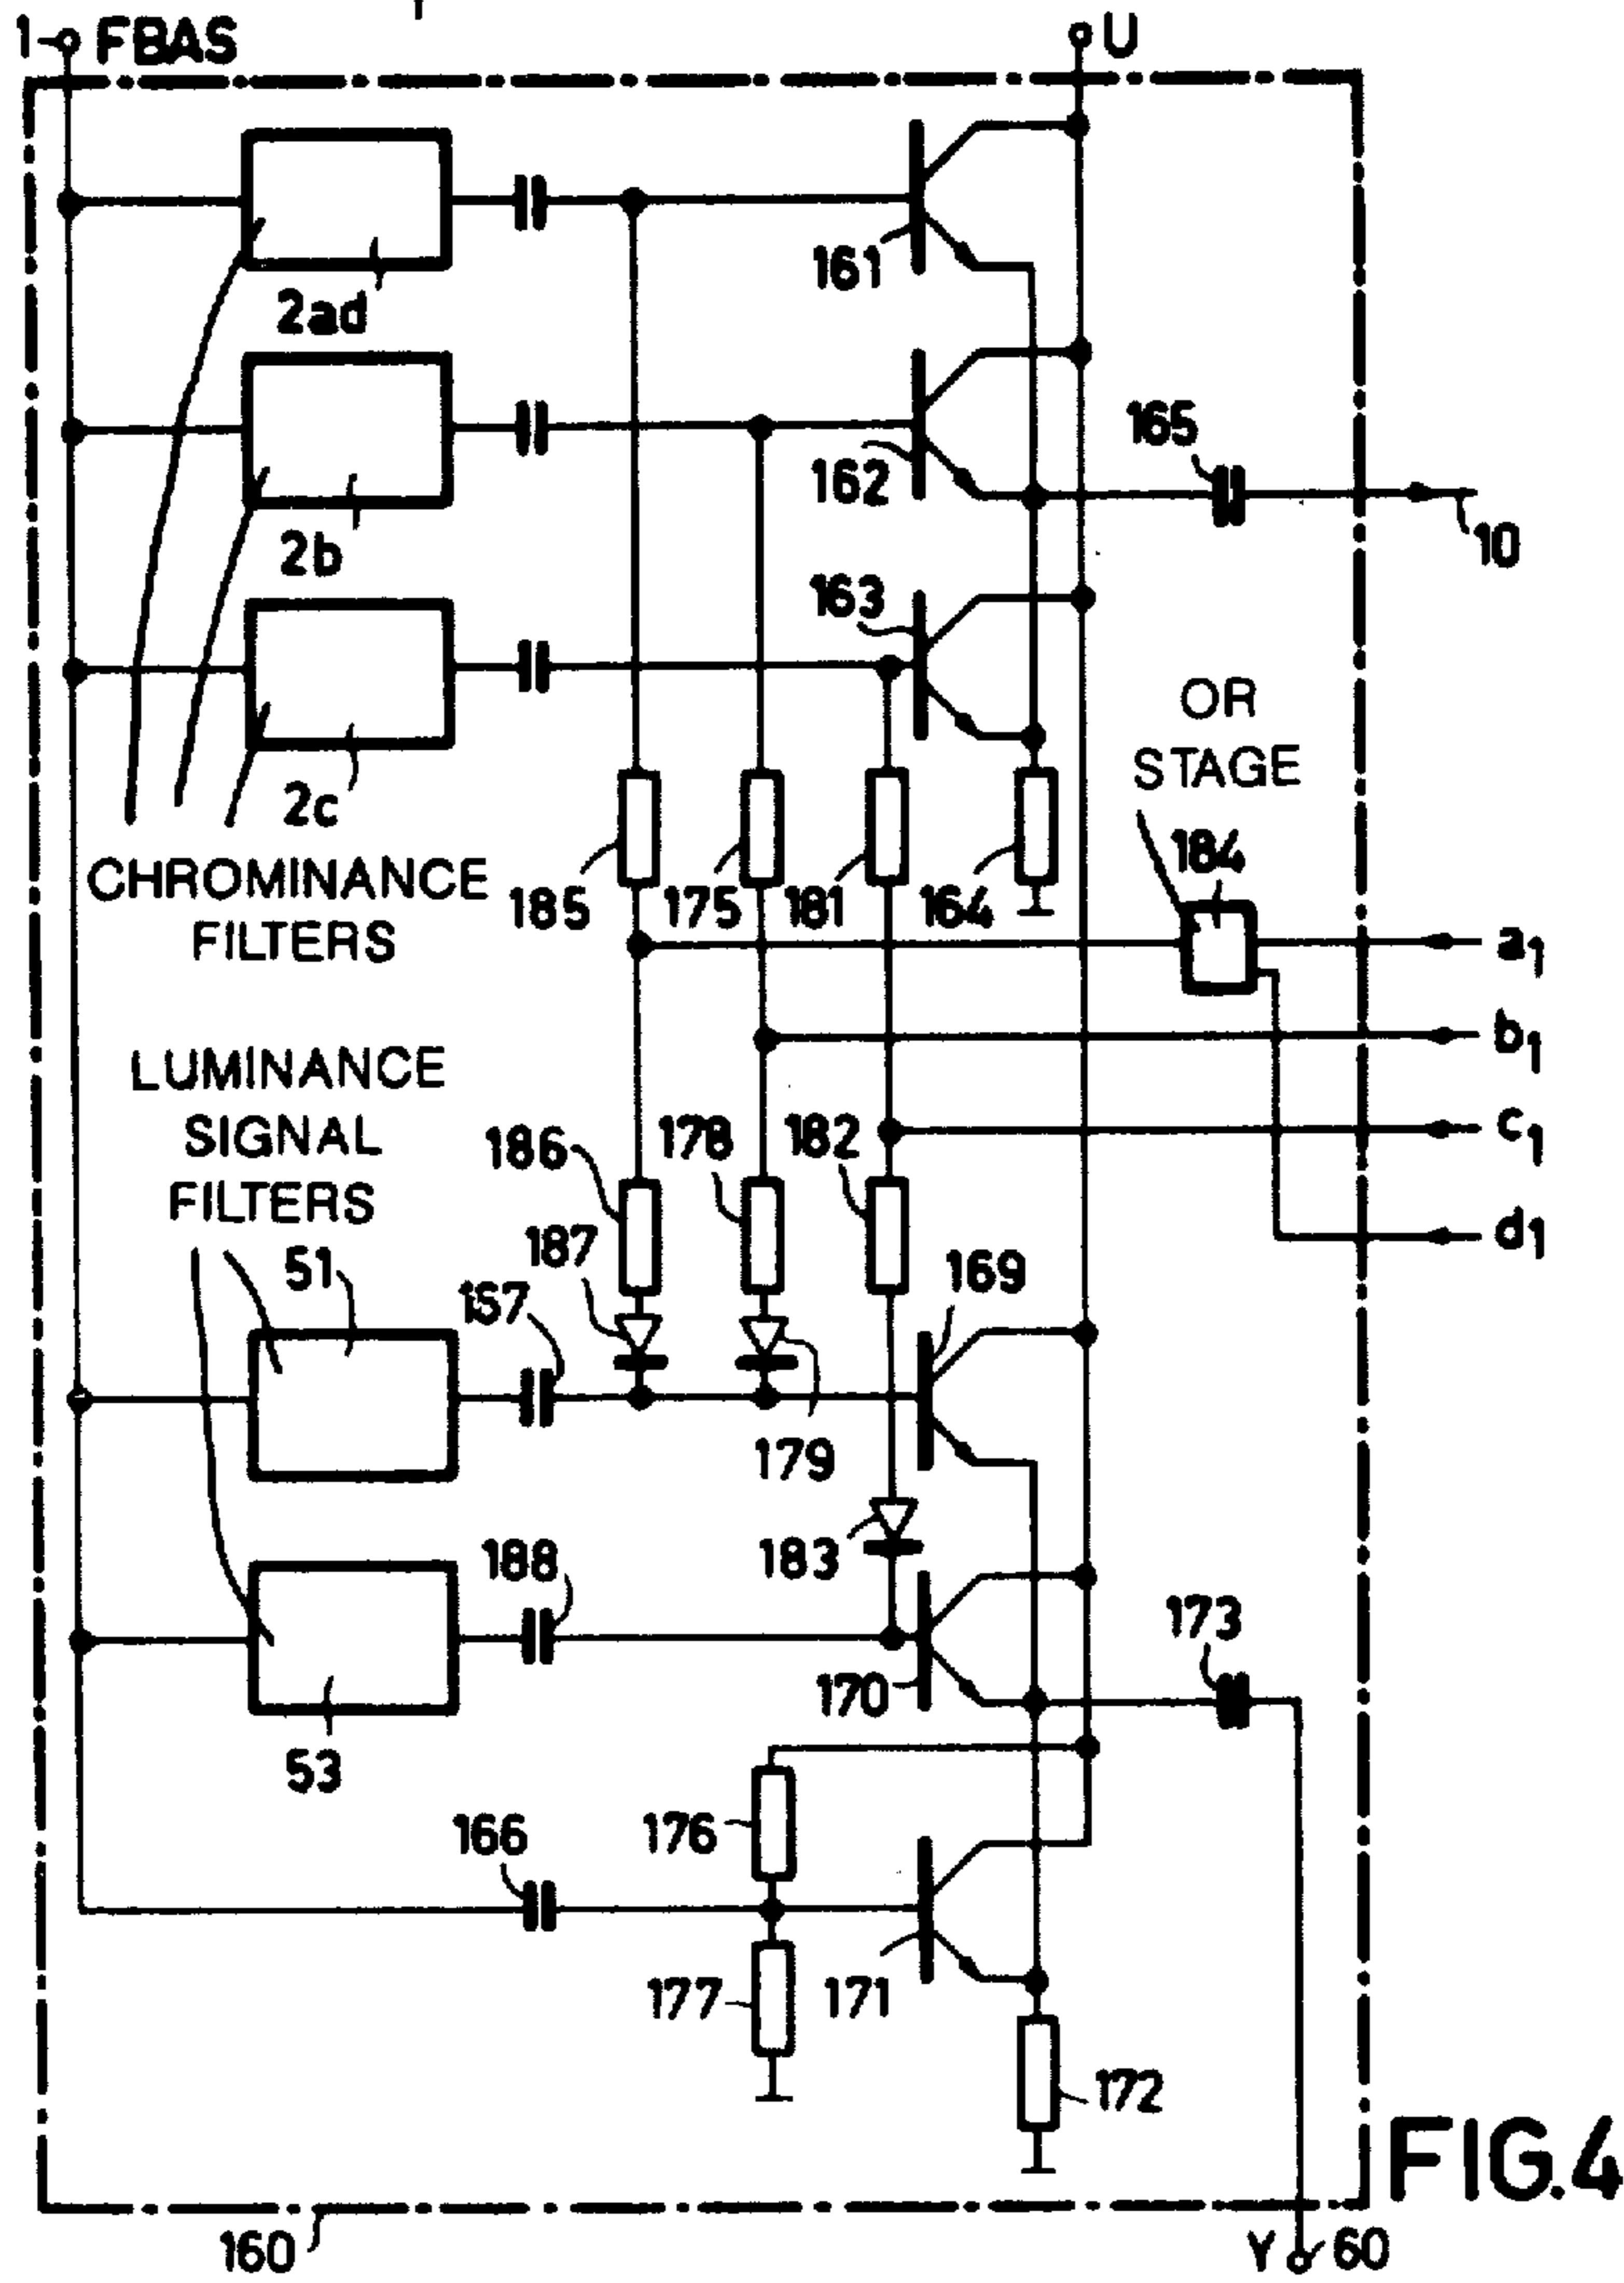 1 FBAS
U
161
2ad
165
162
2b
10
163
OR
STAGE
2c
184
CHROMINANCE
FILTERS
185
175
181
164
a1
b1
LUMINANCE
SIGNAL
FILTERS
c1
186
178
182
d1
187
51
169
167
179
183
188
173
170
53
176
166
177
171
172
FIG.4
160
Y 60